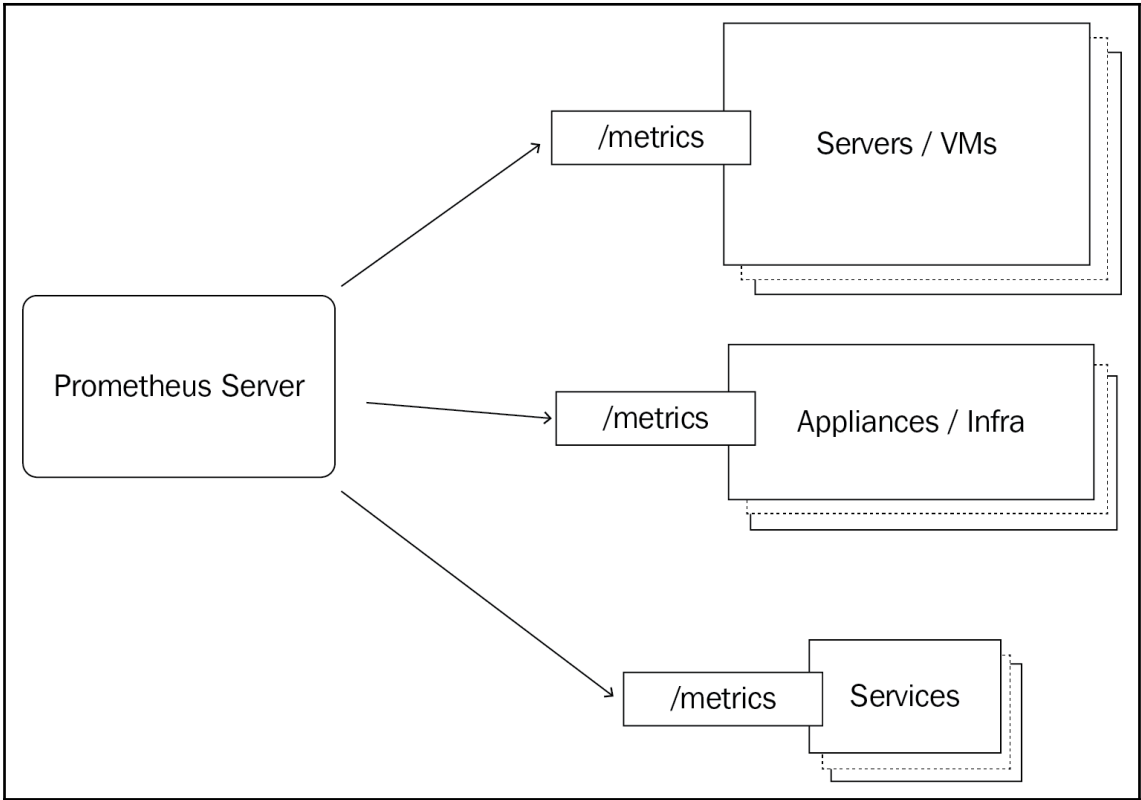 /metrics
Servers / VMs
Prometheus Server
/metrics
Appliances / Infra
/metrics
Services